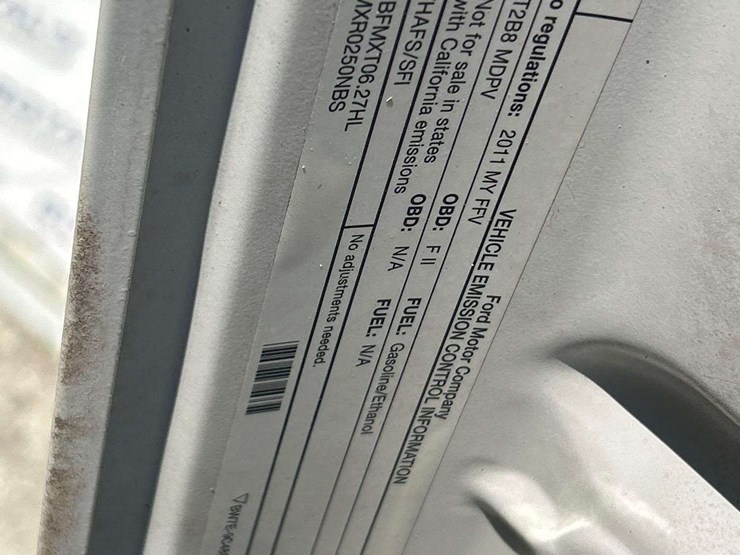 Ford Motor Company
VEHICLE EMISSION CONTROL INFORMATION
o regulations: 2011 MY FFV
T2B8 MDPV OBD: F II FUEL: Gasoline/Ethanol
Not for sale in states
with California emissions OBD: N/A FUEL: N/A
HAFS/SFI No adjustments needed.
BFMXT06.27HL
MXR0250NBS